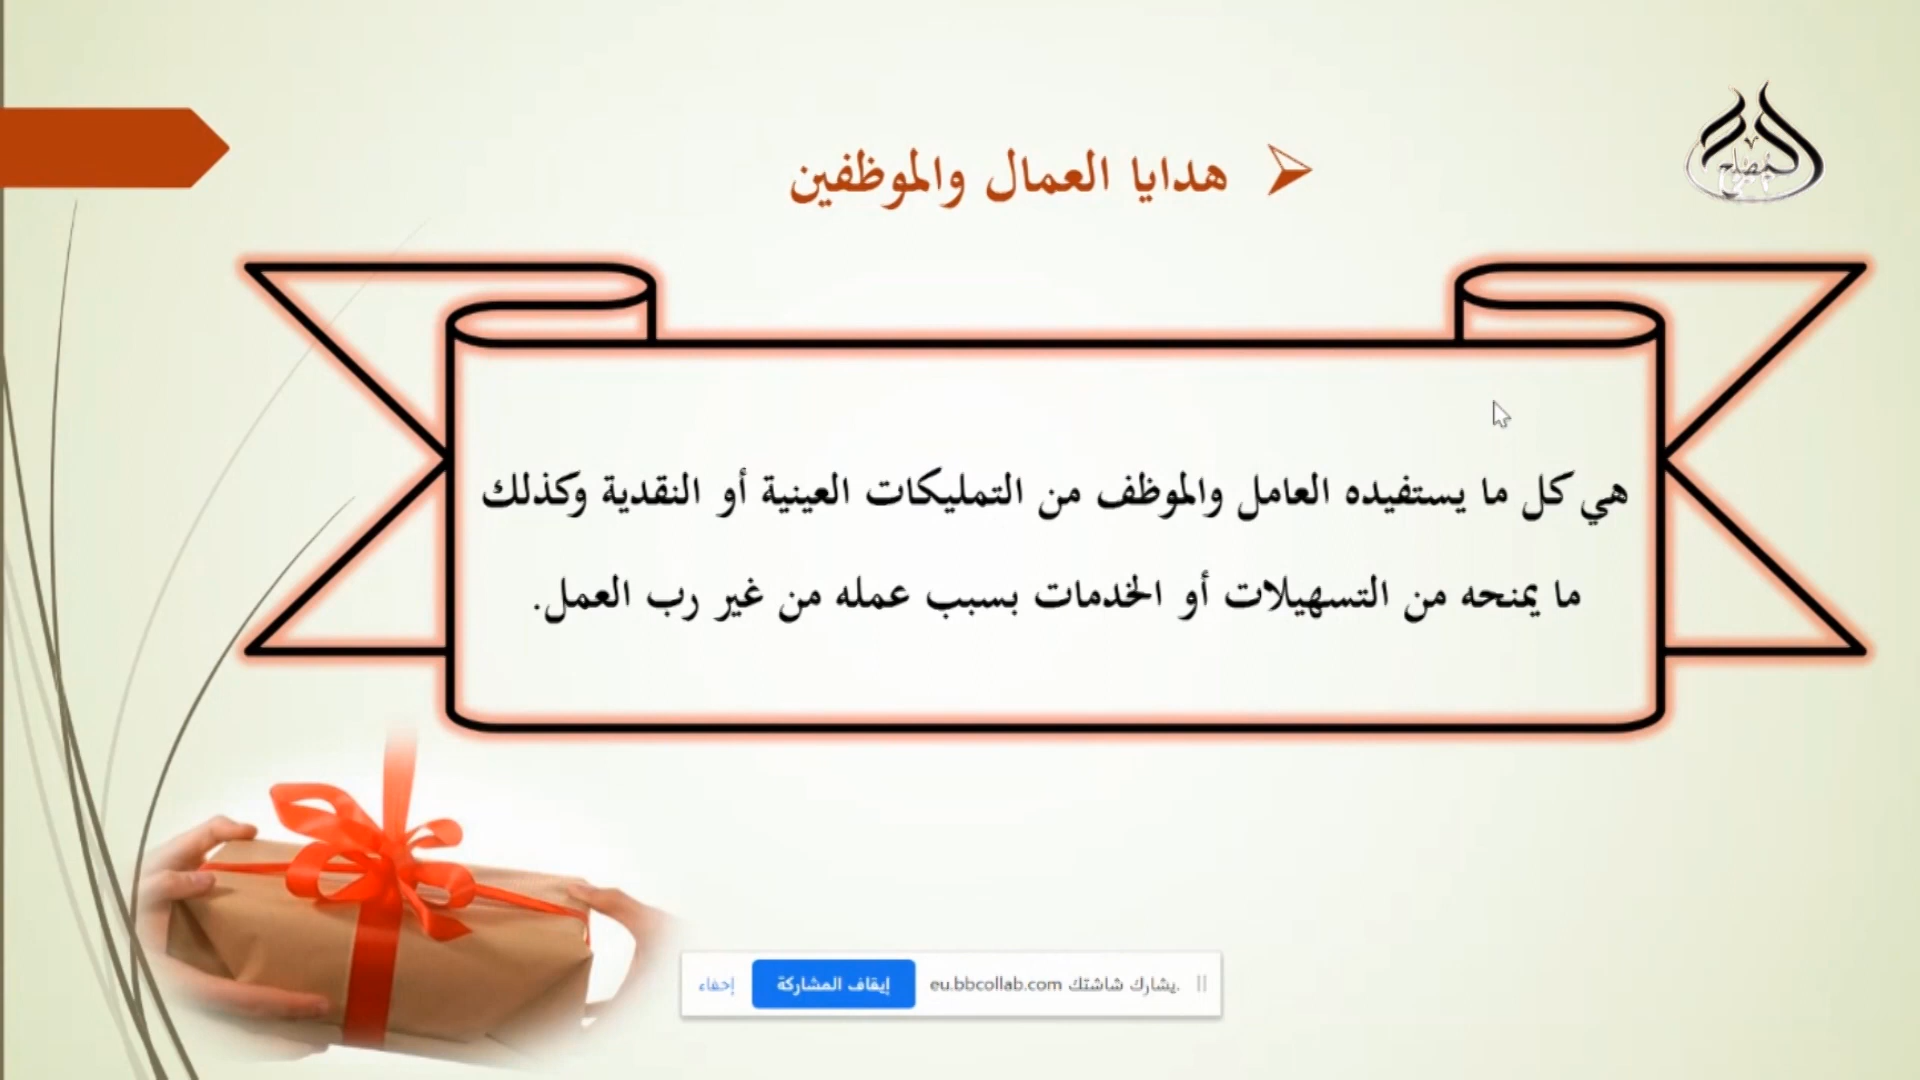 هدايا العمال والموظفين
هي كل ما يستفيده العامل والموظف من التمليكات العينية أو النقدية وكذلك
ما يمنحه من التسهيلات أو الخدمات بسبب عمله من غير رب العمل.
يشارك شاشتك eu.bbcollab.com.
إيقاف المشاركة
إخفاء